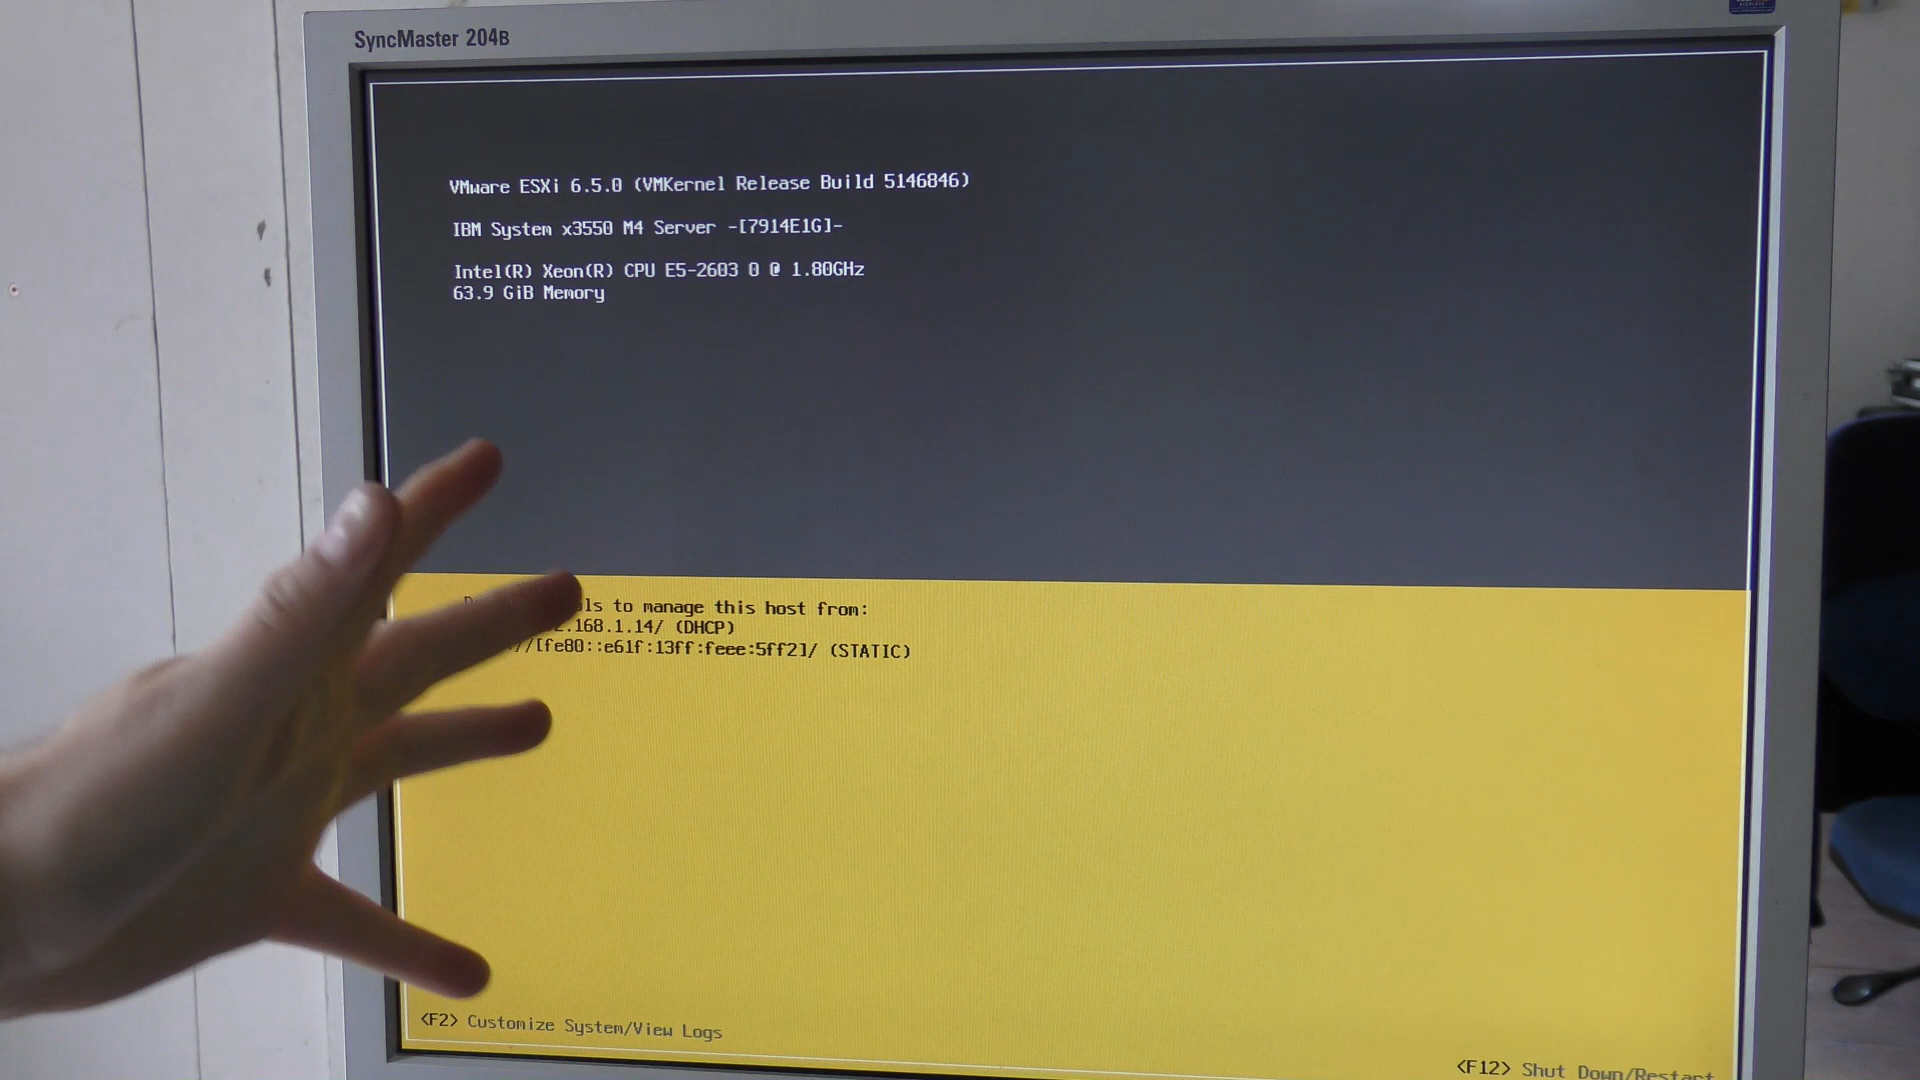 SyncMaster 204B
VMware ESXi 6.5.0 (VMKernel Release Build 5146846)
IBM System x3550 M4 Server -[7914E1G]-
Intel(R) Xeon(R) CPU E5-2603 0 @ 1.80GHz
63.9 GiB Memory
to manage this host from:
.168.1.14/ (DHCP)
//[fe80::e61f:13ff:feee:5ff2]/ (STATIC)
<F2> Customize System/View Logs
<F12> Shut Down/Restart